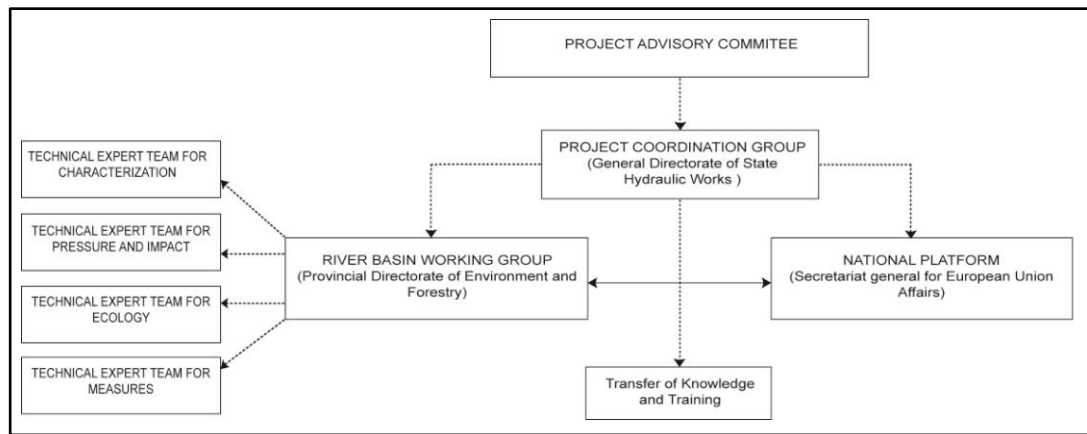 PROJECT ADVISORY COMMITEE
PROJECT COORDINATION GROUP
(General Directorate of State
Hydraulic Works )
TECHNICAL EXPERT TEAM FOR
CHARACTERIZATION
TECHNICAL EXPERT TEAM FOR
PRESSURE AND IMPACT
TECHNICAL EXPERT TEAM FOR
ECOLOGY
TECHNICAL EXPERT TEAM FOR
MEASURES
RIVER BASIN WORKING GROUP
(Provincial Directorate of Environment and
Forestry)
NATIONAL PLATFORM
(Secretariat general for European Union
Affairs)
Transfer of Knowledge
and Training